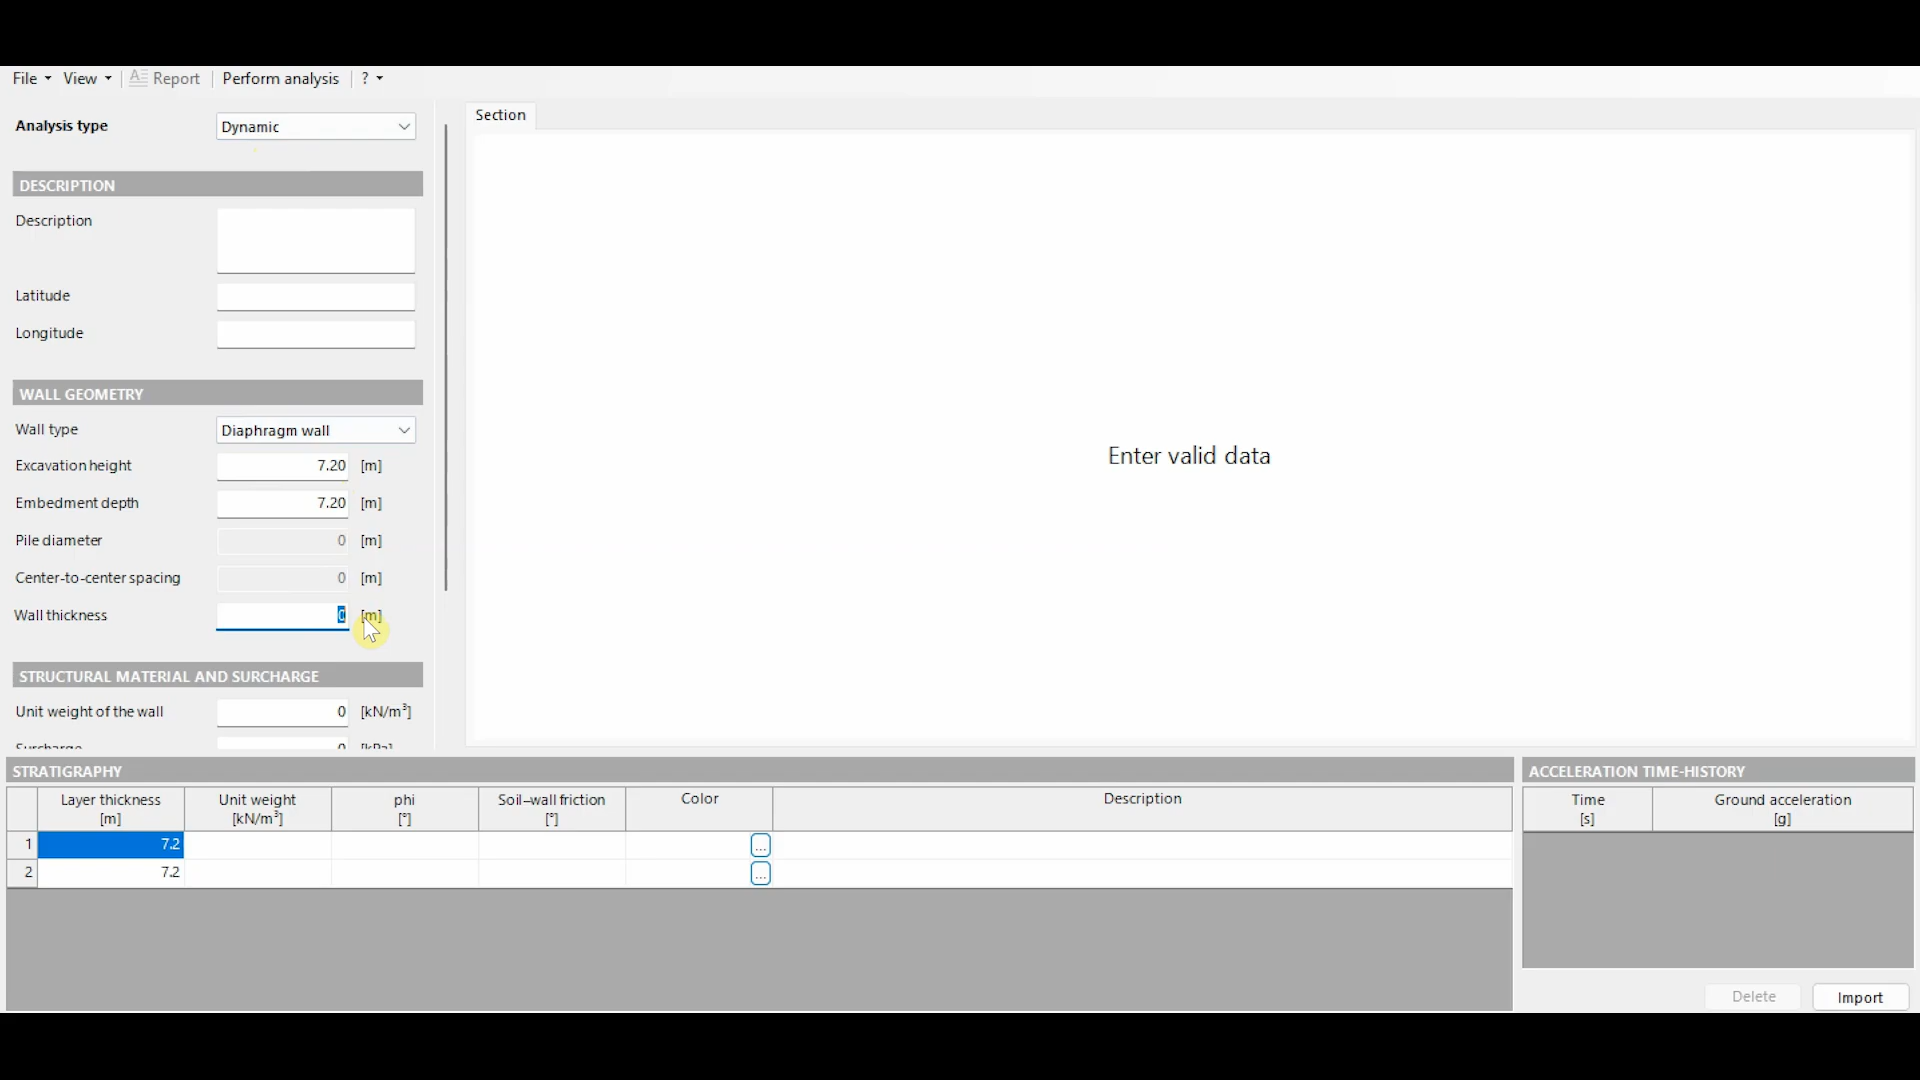 File View Report Perform analysis ?
Analysis type Dynamic
Section
DESCRIPTION
Description
Latitude
Longitude
WALL GEOMETRY
Wall type Diaphragm wall
Enter valid data
Excavation height 7.20 [m]
Embedment depth 7.20 [m]
Pile diameter 0 [m]
Center-to-center spacing 0 [m]
Wall thickness 0 [m]
STRUCTURAL MATERIAL AND SURCHARGE
Unit weight of the wall 0 [kN/m³]
Surcharge 0 [kPa]
STRATIGRAPHY
Layer thickness [m] Unit weight [kN/m³] phi [°] Soil-wall friction [°] Color Description
1 7.2 ...
2 7.2 ...
ACCELERATION TIME-HISTORY
Time [s] Ground acceleration [g]
Delete Import